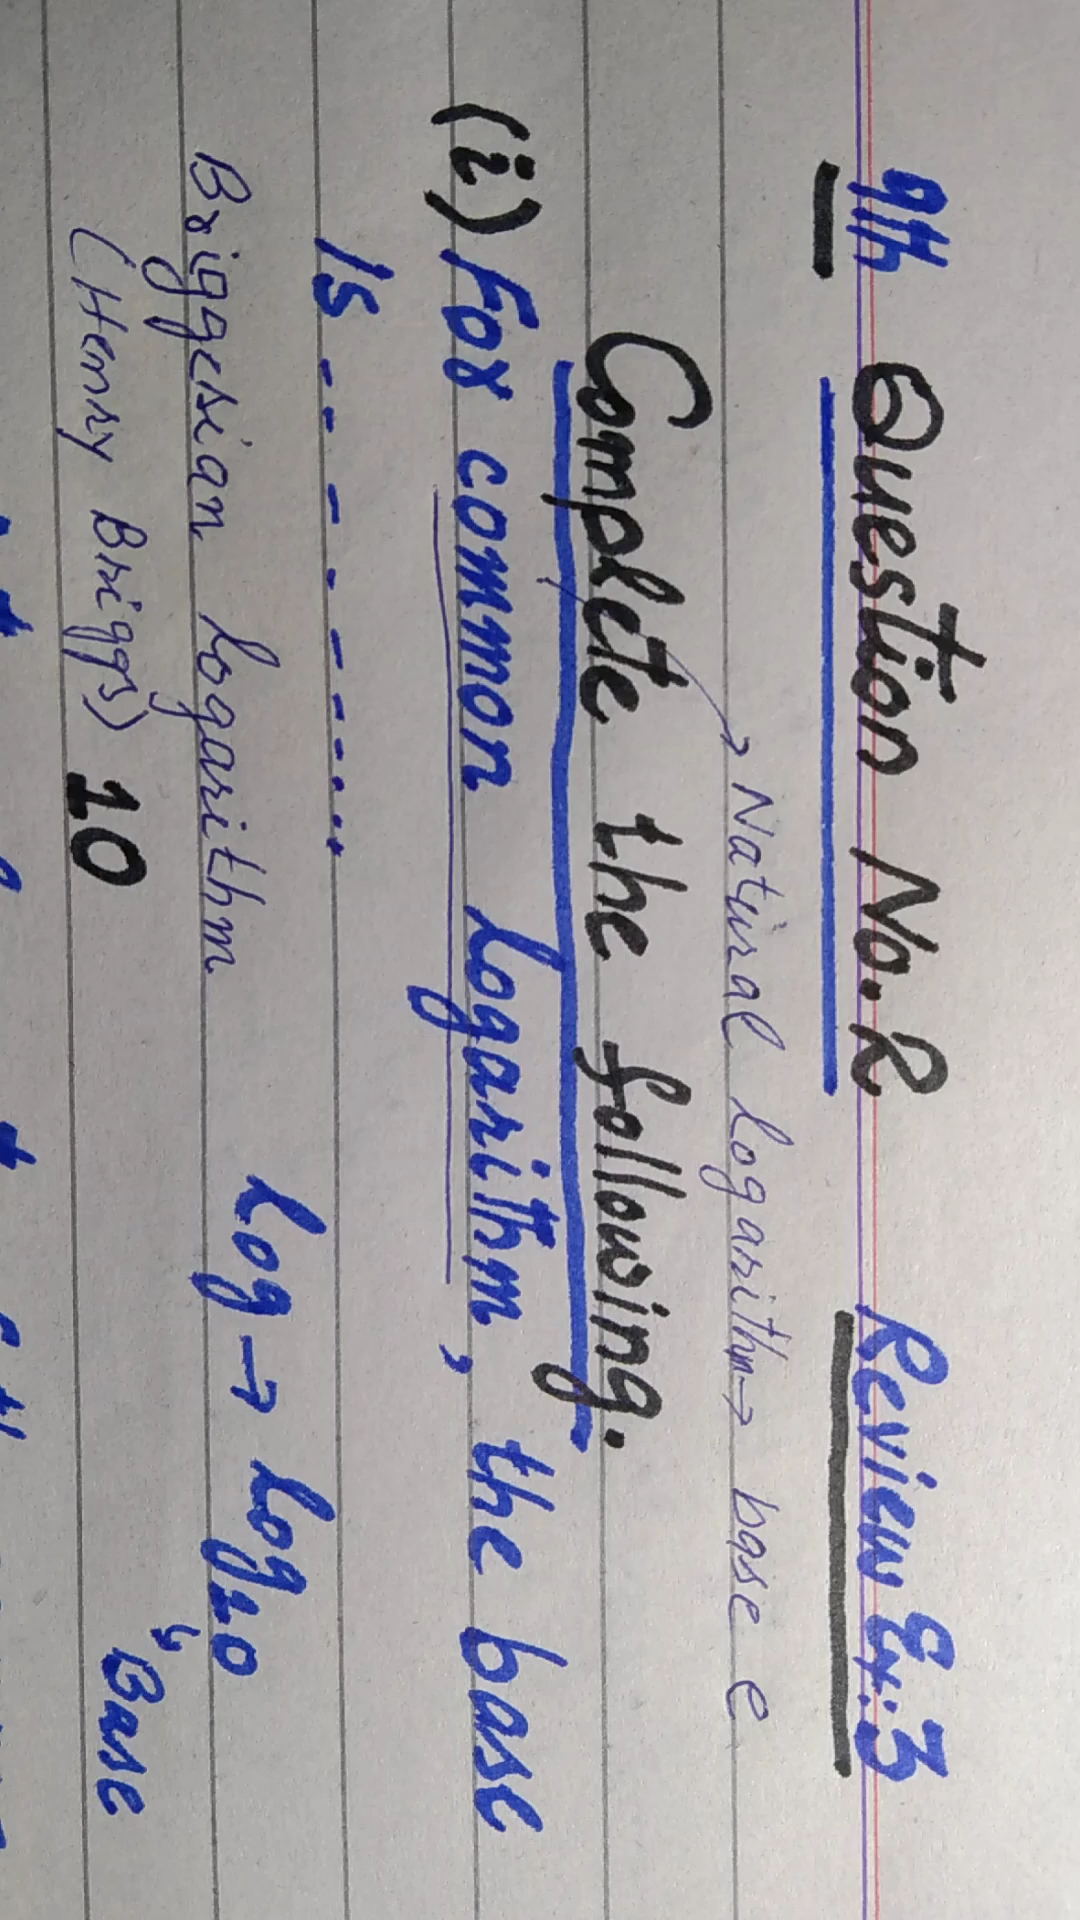 9th Question No.2 Review Ex:3
→ Natural logarithm → base e
Complete the following.
(i) For common logarithm, the base
is ..........
Briggesian logarithm log → log10
(Henry Briggs) 10 ↳ Base